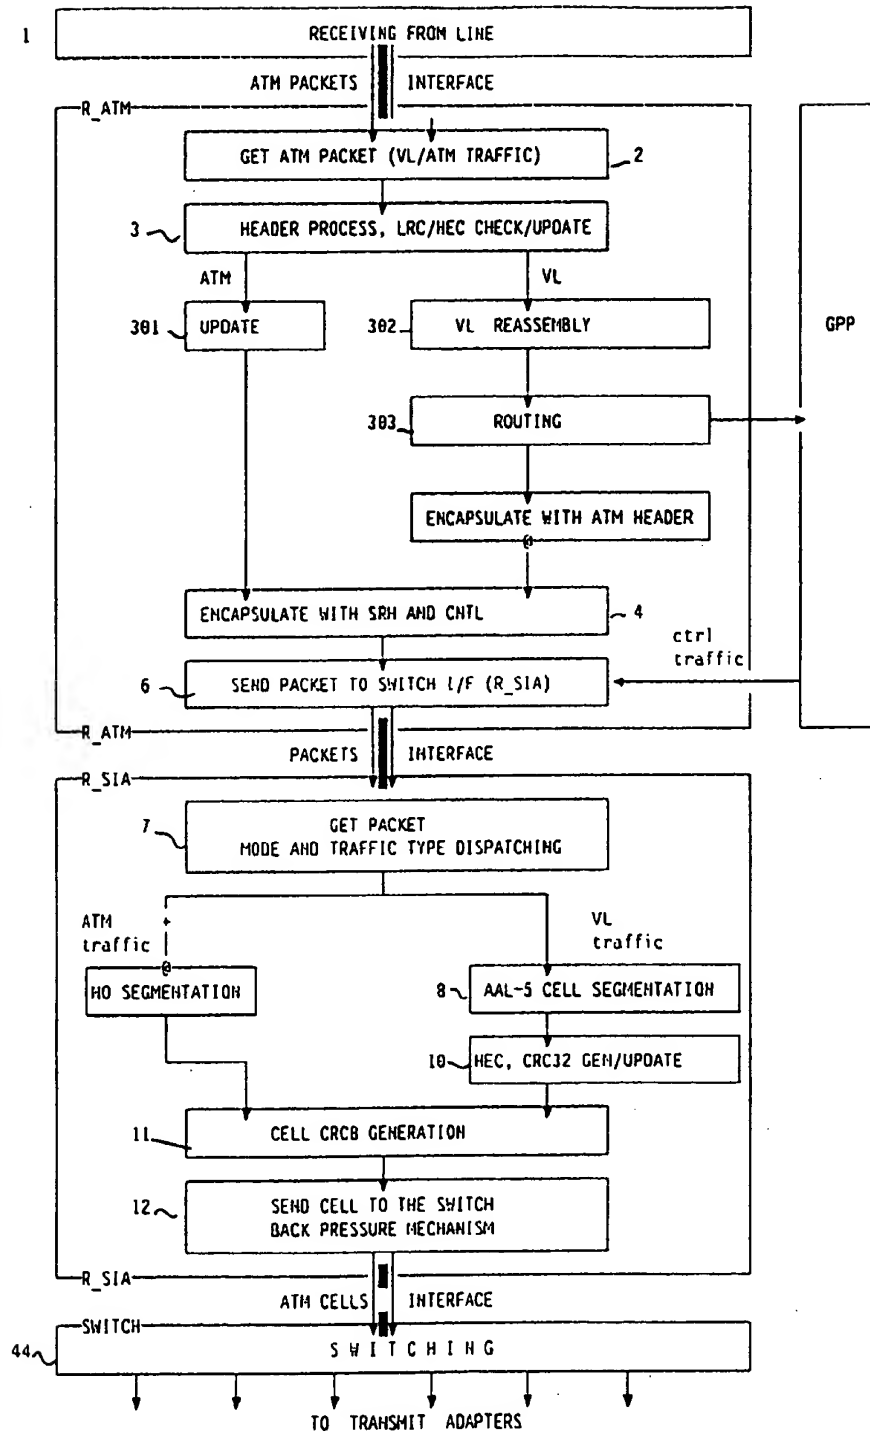 1 RECEIVING FROM LINE
ATM PACKETS INTERFACE
R_ATM
GET ATM PACKET (VL/ATM TRAFFIC)
2
3 HEADER PROCESS, LRC/HEC CHECK/UPDATE
ATM VL
301 UPDATE
302 VL REASSEMBLY
GPP
303 ROUTING
ENCAPSULATE WITH ATM HEADER
@
ENCAPSULATE WITH SRH AND CNTL
4
ctrl
traffic
6 SEND PACKET TO SWITCH I/F (R_SIA)
R_ATM
PACKETS INTERFACE
R_SIA
7 GET PACKET
MODE AND TRAFFIC TYPE DISPATCHING
ATM
traffic
VL
traffic
@
NO SEGMENTATION
8 AAL-5 CELL SEGMENTATION
10 HEC, CRC32 GEN/UPDATE
11 CELL CRCB GENERATION
12 SEND CELL TO THE SWITCH
BACK PRESSURE MECHANISM
R_SIA
ATM CELLS INTERFACE
SWITCH
44 SWITCHING
TO TRANSMIT ADAPTERS